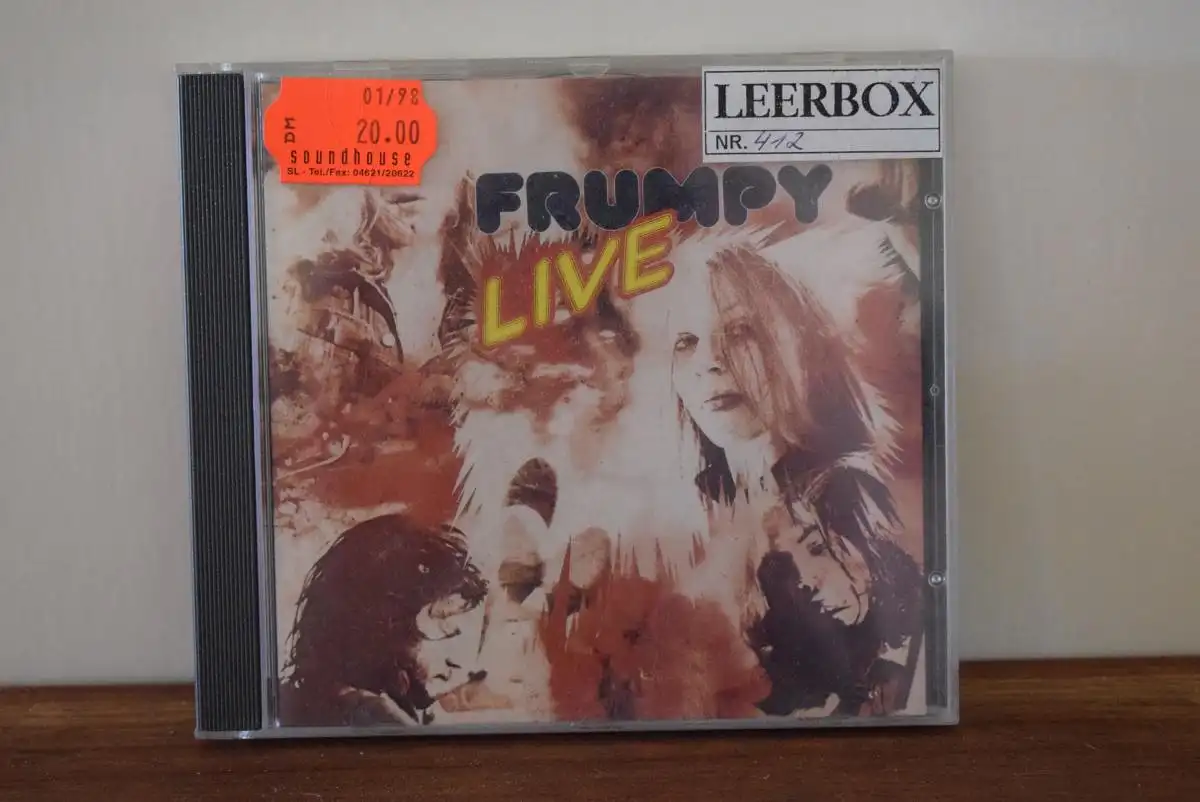 01/98
DM 20.00
soundhouse
SL - Tel./Fax: 04621/20622
LEERBOX
NR. 412
FRUMPY
LIVE